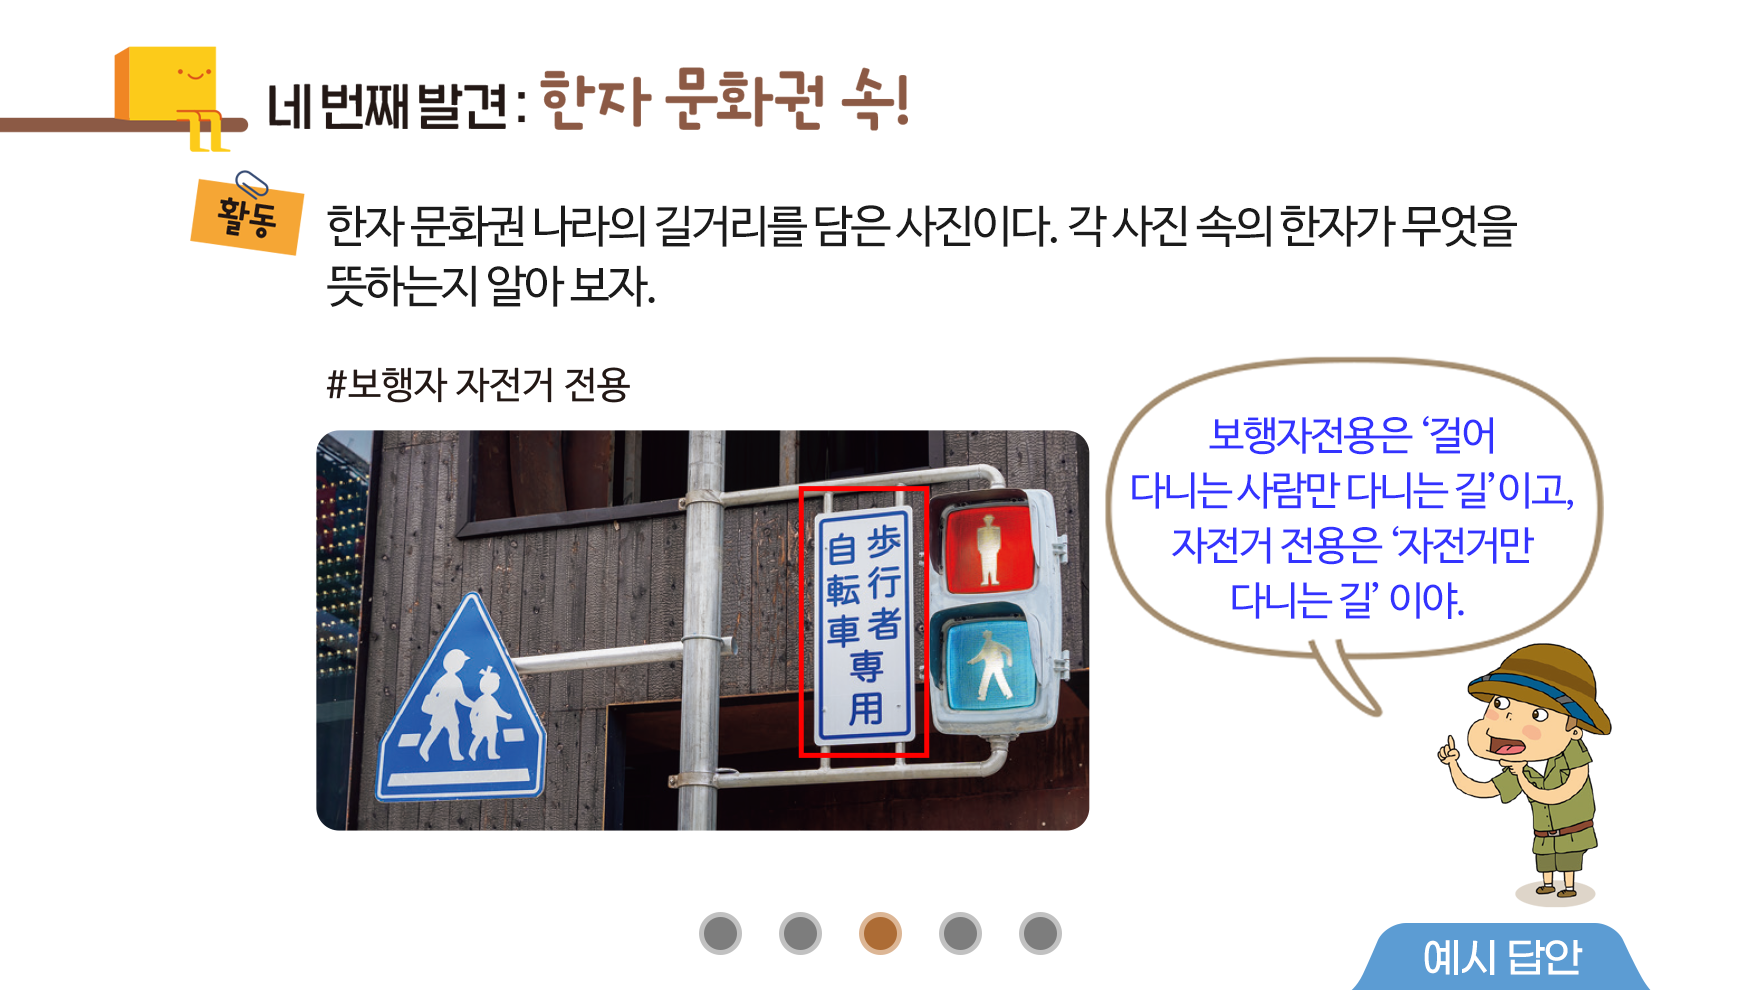 네 번째 발견 : 한자 문화권 속!
활동
한자 문화권 나라의 길거리를 담은 사진이다. 각 사진 속의 한자가 무엇을
뜻하는지 알아 보자.
#보행자 자전거 전용
歩行者
自転車
専用
보행자전용은 ‘걸어
다니는 사람만 다니는 길’이고,
자전거 전용은 ‘자전거만
다니는 길’ 이야.
예시 답안